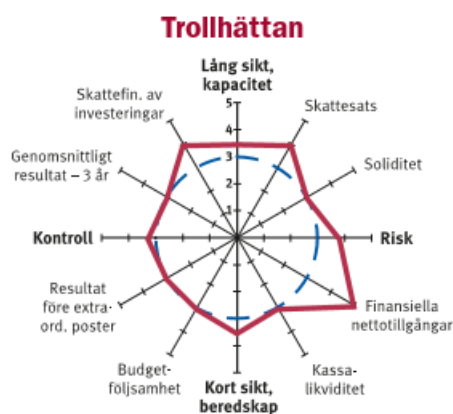 Trollhättan
Lång sikt,
kapacitet
Skattefin. av
investeringar
Skattesats
Genomsnittligt
resultat – 3 år
Soliditet
5
4
3
2
1
Kontroll
Risk
Resultat
före extra-
ord. poster
Finansiella
nettotillgångar
Budget-
följsamhet
Kort sikt,
beredskap
Kassa-
likviditet